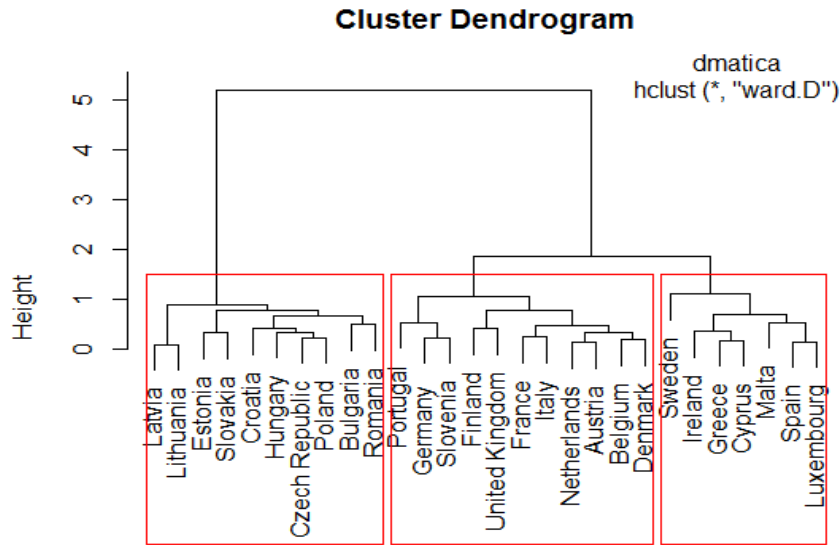 Cluster Dendrogram
dmatica
hclust (*, "ward.D")
Height
5
4
3
2
1
0
Latvia
Lithuania
Estonia
Slovakia
Croatia
Hungary
Czech Republic
Poland
Bulgaria
Romania
Portugal
Germany
Slovenia
Finland
United Kingdom
France
Italy
Netherlands
Austria
Belgium
Denmark
Sweden
Ireland
Greece
Cyprus
Malta
Spain
Luxembourg